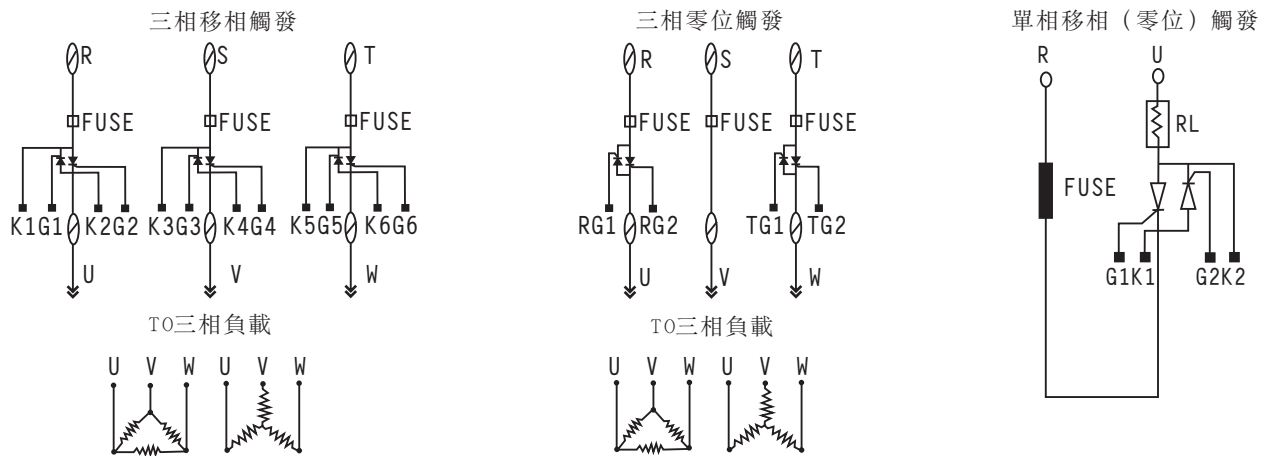 三相移相觸發
R S T
FUSE FUSE FUSE
K1G1 K2G2 K3G3 K4G4 K5G5 K6G6
U V W
TO三相負載
U V W U V W
三相零位觸發
R S T
FUSE FUSE FUSE
RG1 RG2 TG1 TG2
U V W
TO三相負載
U V W U V W
單相移相（零位）觸發
R U
RL
FUSE
G1K1 G2K2